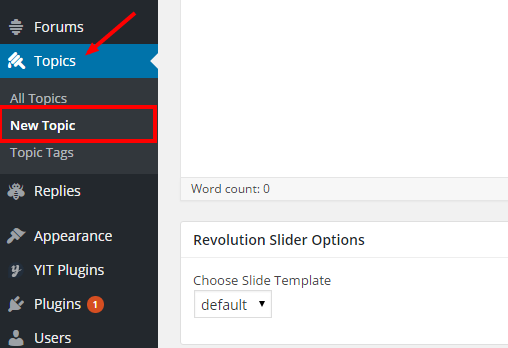 Forums
Topics
All Topics
New Topic
Topic Tags
Replies
Appearance
YIT Plugins
Plugins 1
Users
Word count: 0
Revolution Slider Options
Choose Slide Template
default